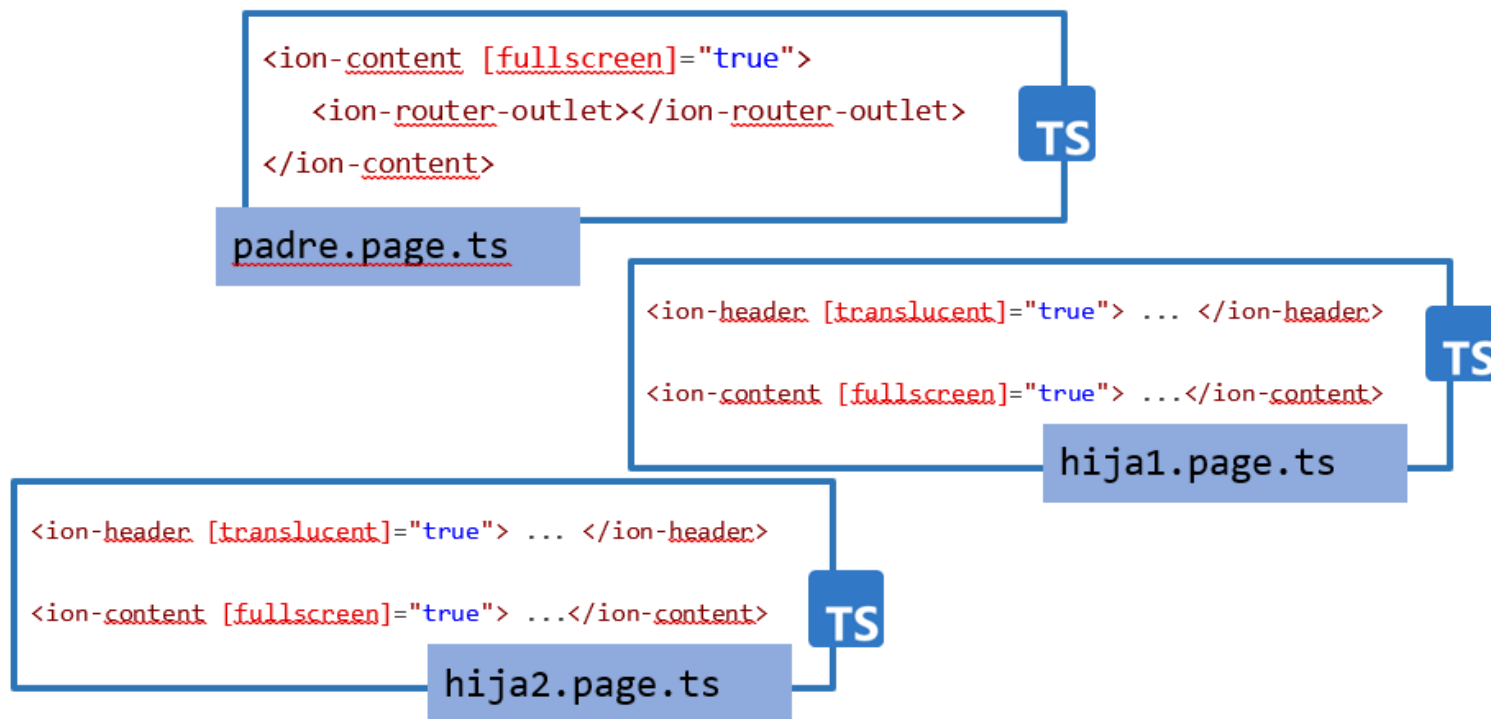 <ion-content [fullscreen]="true">
<ion-router-outlet></ion-router-outlet>
</ion-content>
TS
padre.page.ts
<ion-header [translucent]="true"> ... </ion-header>
TS
<ion-content [fullscreen]="true"> ...</ion-content>
hija1.page.ts
<ion-header [translucent]="true"> ... </ion-header>
<ion-content [fullscreen]="true"> ...</ion-content>
TS
hija2.page.ts